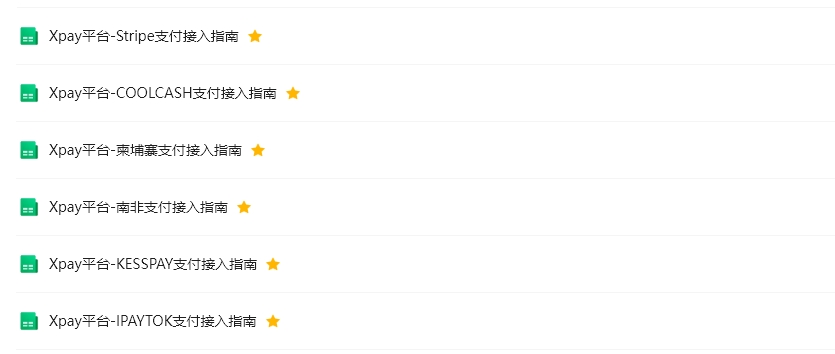 Xpay平台-Stripe支付接入指南
Xpay平台-COOLCASH支付接入指南
Xpay平台-柬埔寨支付接入指南
Xpay平台-南非支付接入指南
Xpay平台-KESSPAY支付接入指南
Xpay平台-IPAYTOK支付接入指南